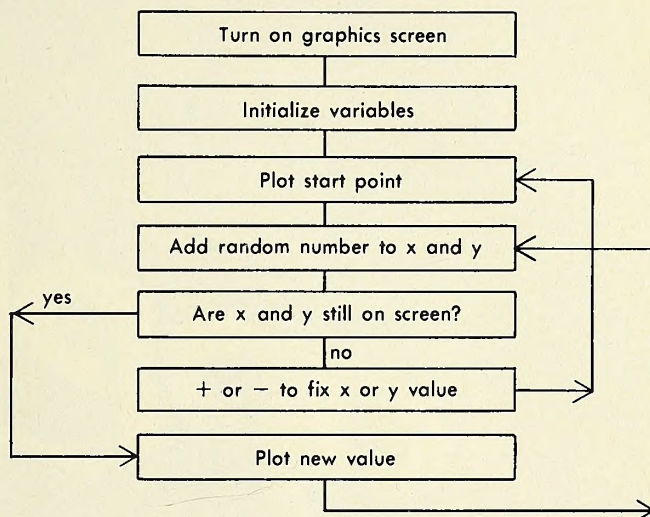 Turn on graphics screen
Initialize variables
Plot start point
Add random number to x and y
yes
Are x and y still on screen?
no
+ or − to fix x or y value
Plot new value